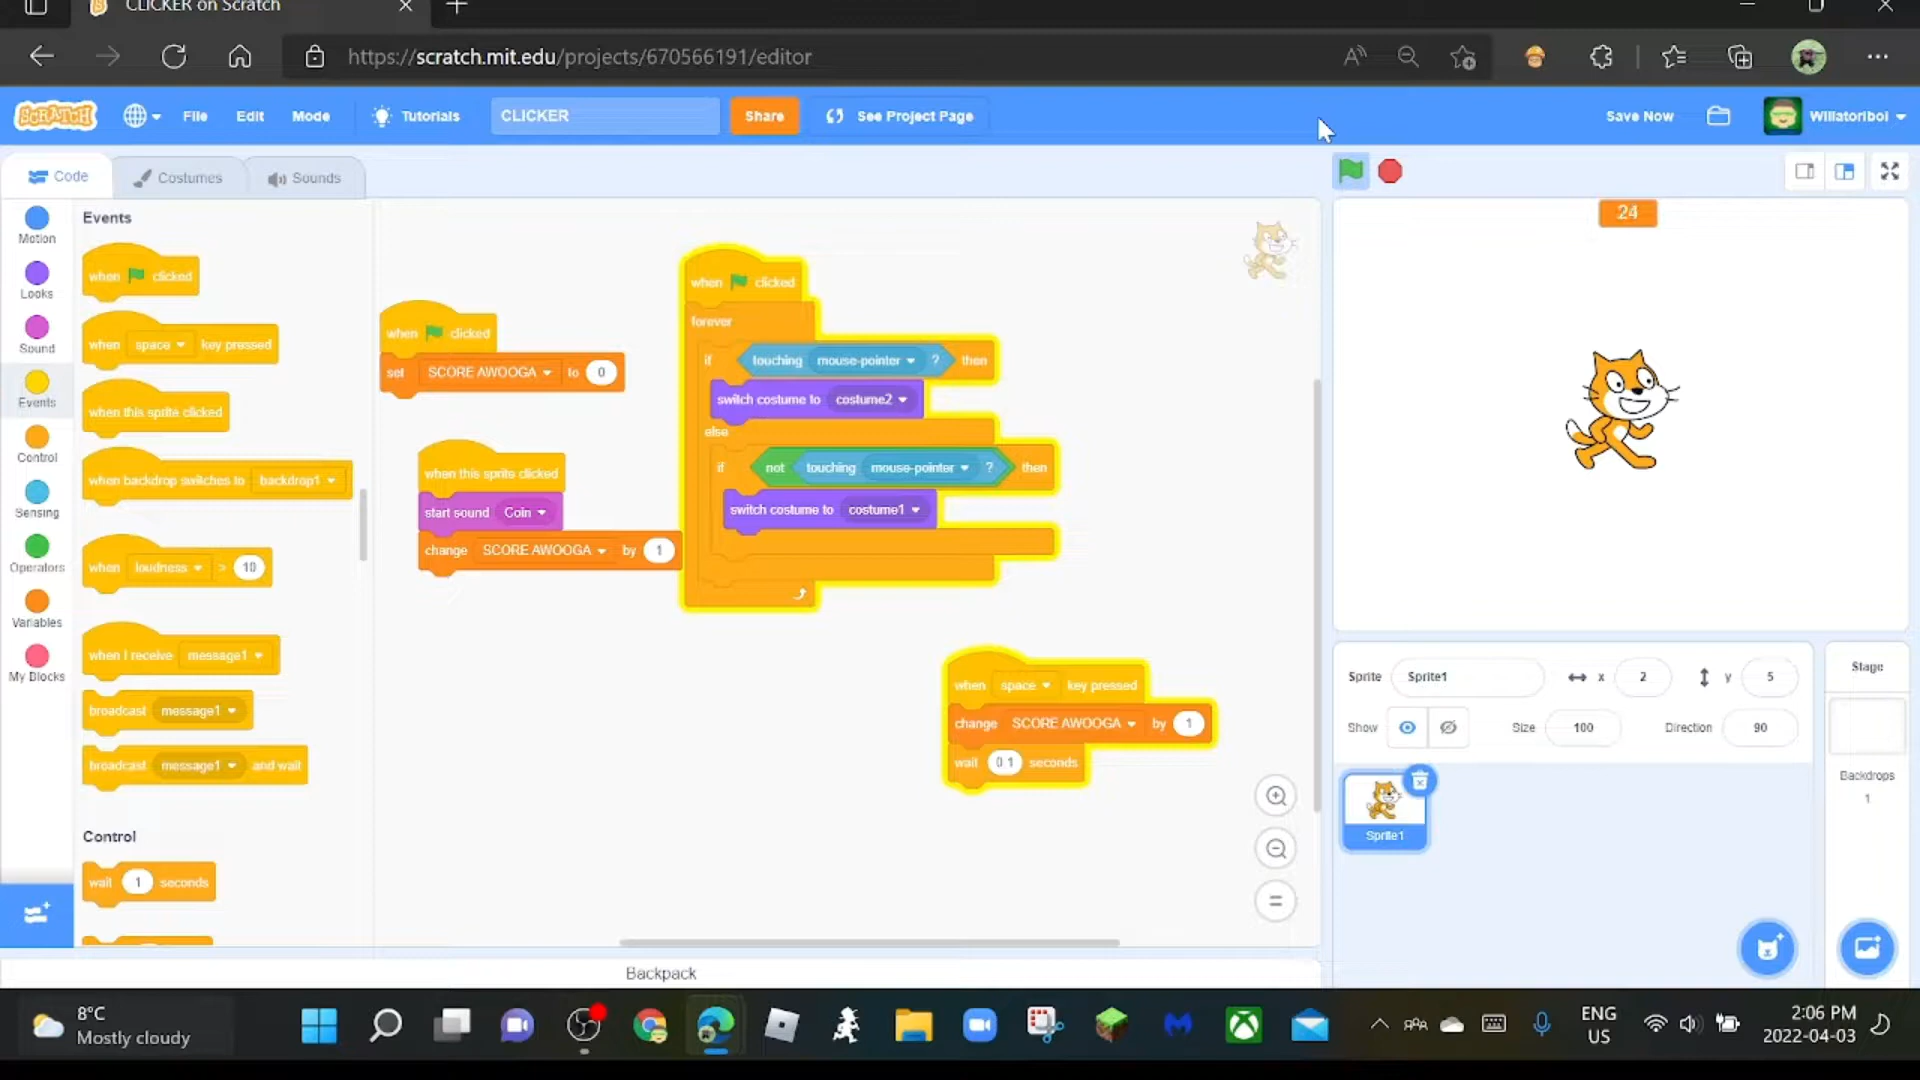 CLICKER on Scratch
https://scratch.mit.edu/projects/670566191/editor
SCRATCH
File
Edit
Mode
Tutorials
CLICKER
Share
See Project Page
Save Now
Willatoriboi
Code
Costumes
Sounds
Motion
Looks
Sound
Events
Control
Sensing
Operators
Variables
My Blocks
Events
when clicked
when space key pressed
when this sprite clicked
when backdrop switches to backdrop1
when loudness > 10
when I receive message1
broadcast message1
broadcast message1 and wait
Control
wait 1 seconds
when clicked
set SCORE AWOOGA to 0
when this sprite clicked
start sound Coin
change SCORE AWOOGA by 1
when clicked
forever
if touching mouse-pointer ? then
switch costume to costume2
else
if not touching mouse-pointer ? then
switch costume to costume1
when space key pressed
change SCORE AWOOGA by 1
wait 0.1 seconds
Backpack
24
Sprite Sprite1 x 2 y 5
Show Size 100 Direction 90
Sprite1
Stage
Backdrops
1
8°C
Mostly cloudy
ENG
US
2:06 PM
2022-04-03